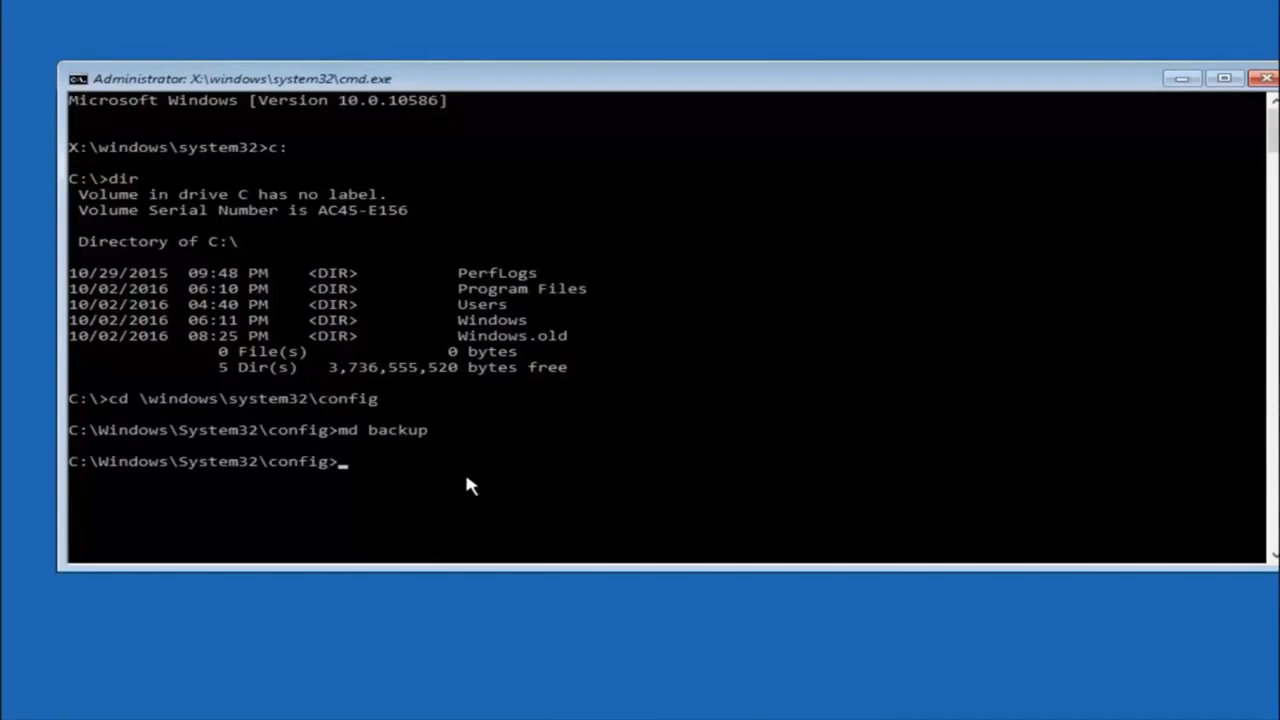 Administrator: X:\windows\system32\cmd.exe
Microsoft Windows [Version 10.0.10586]
X:\windows\system32>c:
C:\>dir
Volume in drive C has no label.
Volume Serial Number is AC45-E156
Directory of C:\
10/29/2015 09:48 PM <DIR> PerfLogs
10/02/2016 06:10 PM <DIR> Program Files
10/02/2016 04:40 PM <DIR> Users
10/02/2016 06:11 PM <DIR> Windows
10/02/2016 08:25 PM <DIR> Windows.old
0 File(s) 0 bytes
5 Dir(s) 3,736,555,520 bytes free
C:\>cd \windows\system32\config
C:\Windows\System32\config>md backup
C:\Windows\System32\config>_